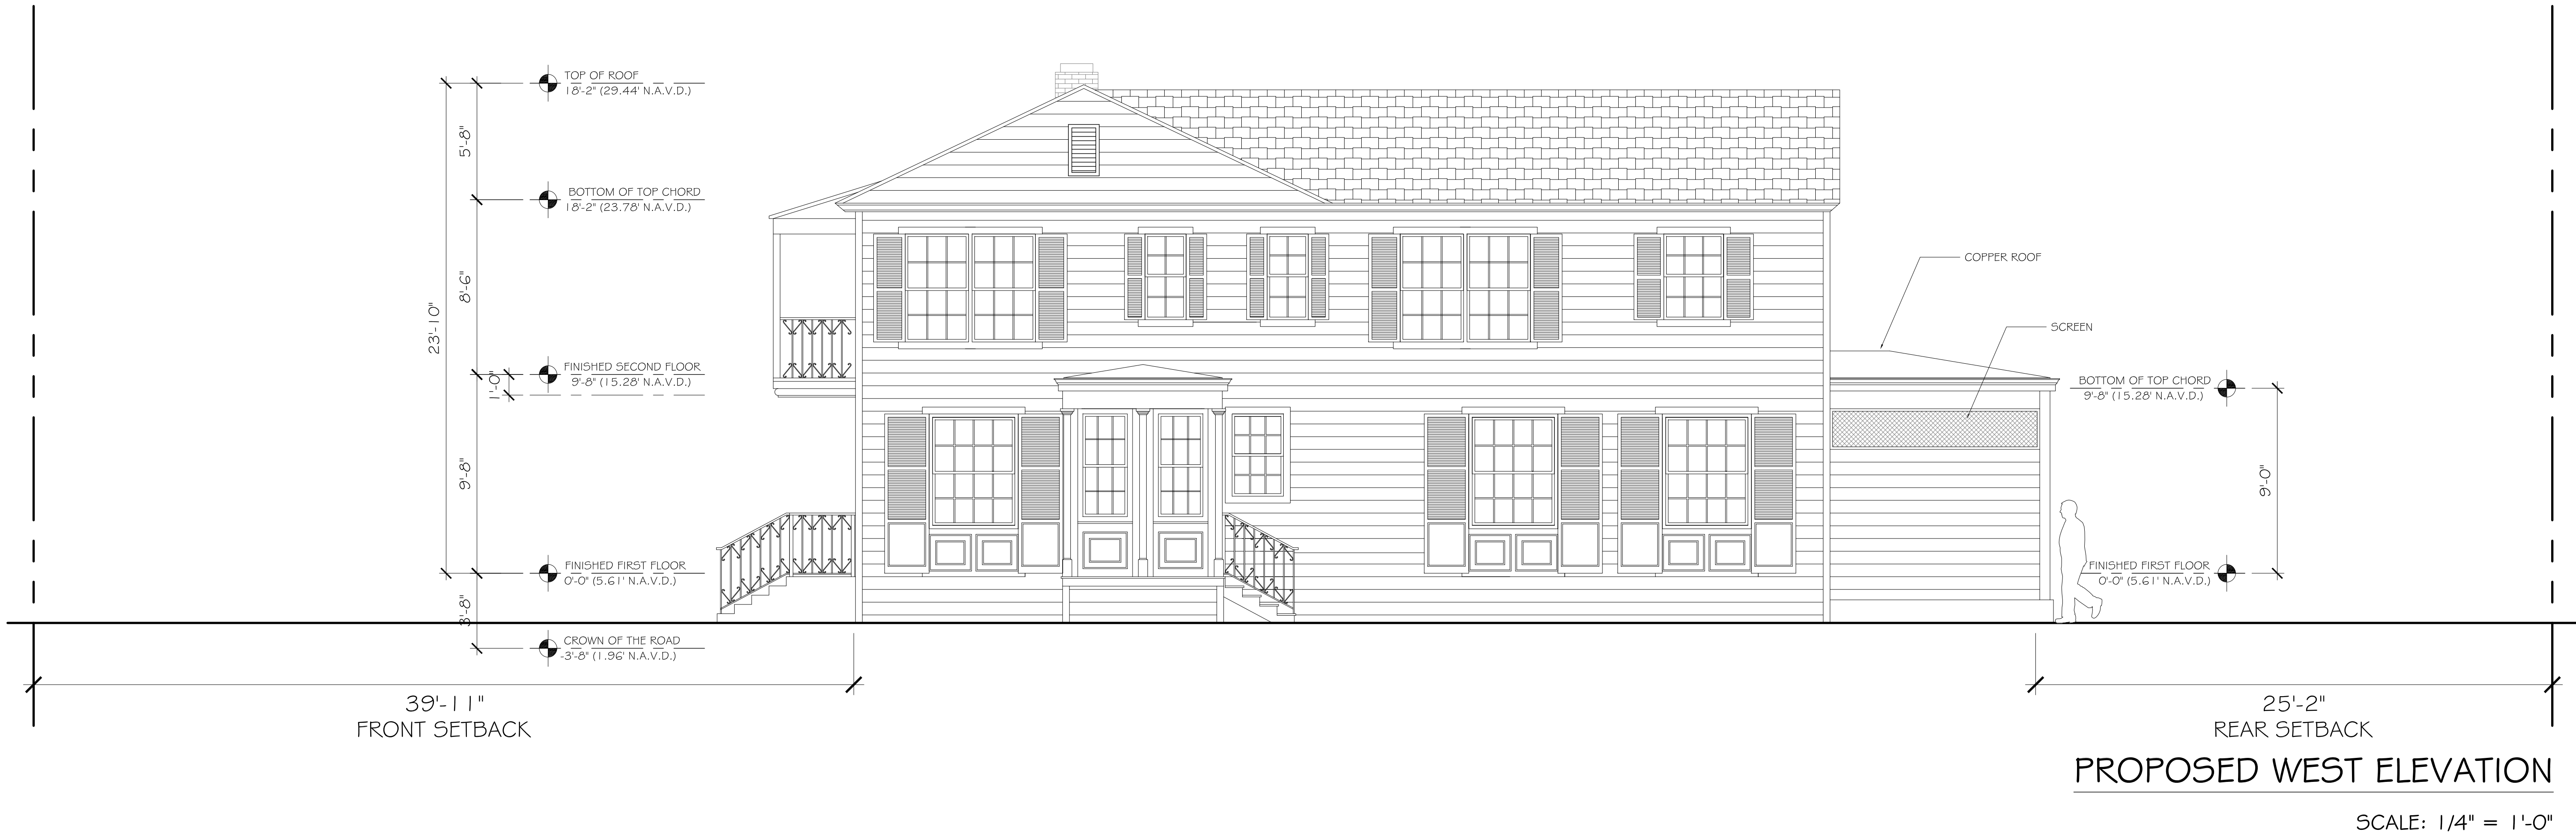 TOP OF ROOF
18'-2" (29.44' N.A.V.D.)
5'-8"
BOTTOM OF TOP CHORD
18'-2" (23.78' N.A.V.D.)
8'-6"
23'-10"
FINISHED SECOND FLOOR
9'-8" (15.28' N.A.V.D.)
1'-0"
9'-8"
FINISHED FIRST FLOOR
0'-0" (5.61' N.A.V.D.)
3'-8"
CROWN OF THE ROAD
-3'-8" (1.96' N.A.V.D.)
COPPER ROOF
SCREEN
BOTTOM OF TOP CHORD
9'-8" (15.28' N.A.V.D.)
9'-0"
FINISHED FIRST FLOOR
0'-0" (5.61' N.A.V.D.)
39'-11"
FRONT SETBACK
25'-2"
REAR SETBACK
PROPOSED WEST ELEVATION
SCALE: 1/4" = 1'-0"